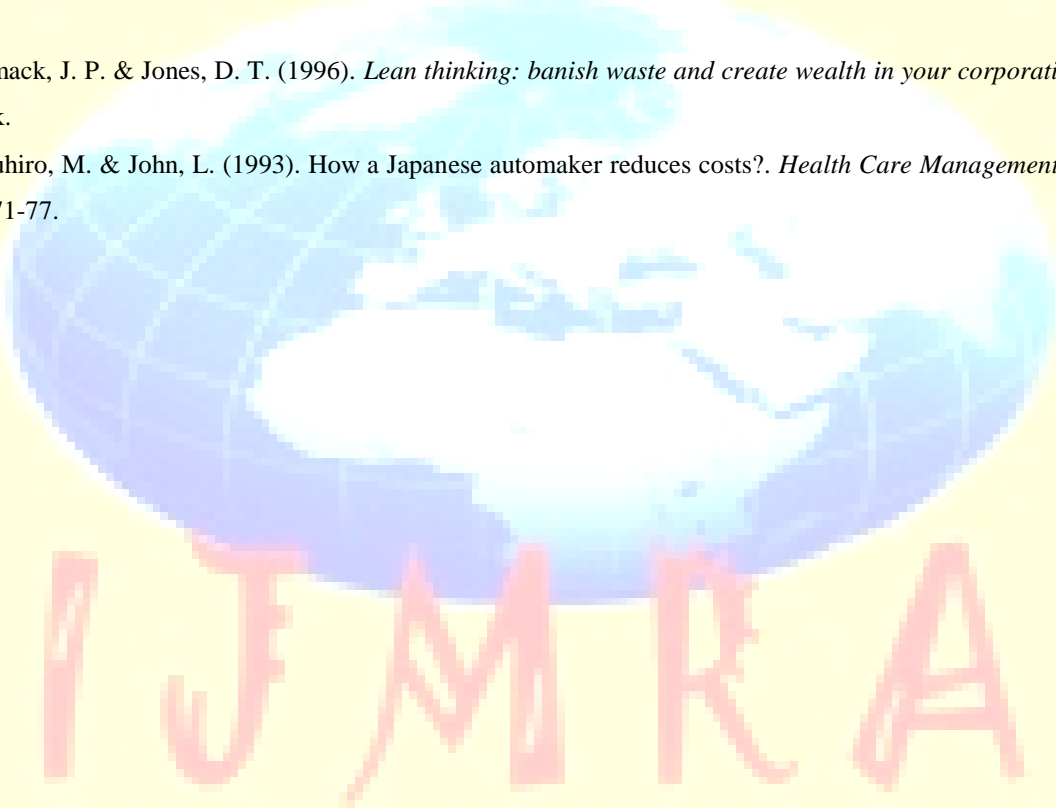 mack, J. P. & Jones, D. T. (1996). Lean thinking: banish waste and create wealth in your corporati
k.
uhiro, M. & John, L. (1993). How a Japanese automaker reduces costs?. Health Care Management
71-77.
IJMRA